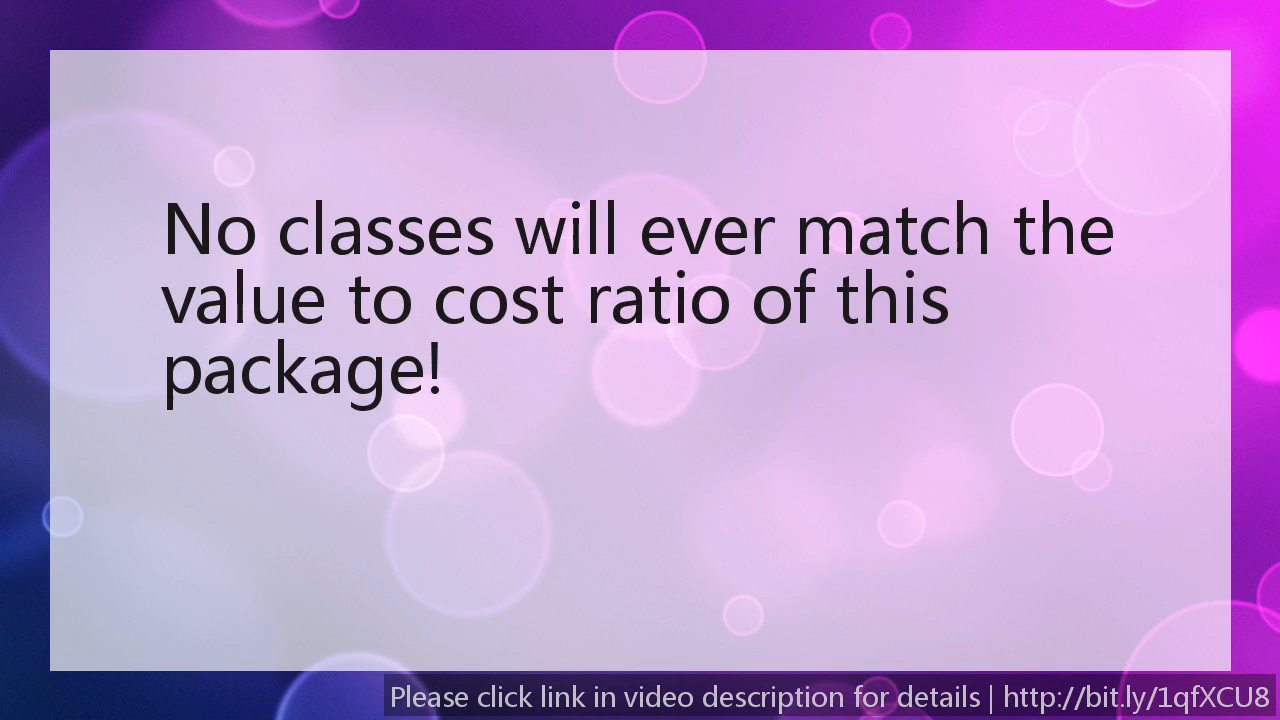 No classes will ever match the
value to cost ratio of this
package!
Please click link in video description for details | http://bit.ly/1qfXCU8